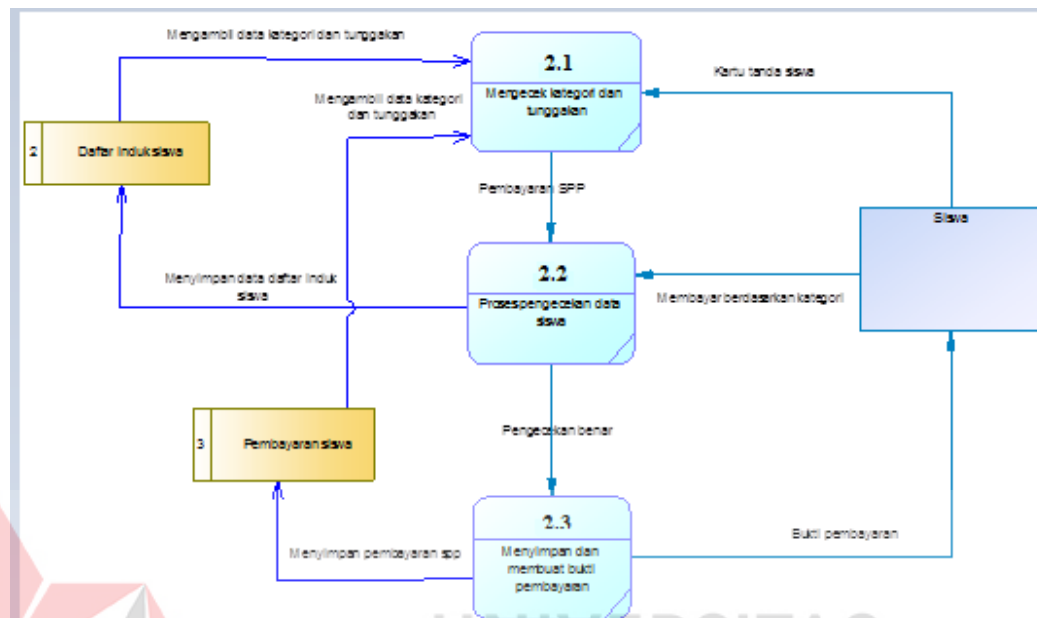 Mengambil data kategori dan tunggakan
2.1
Mengecek kategori dan
tunggakan
Kartu tanda siswa
Mengambil data kategori
dan tunggakan
2
Daftar Induk siswa
Pembayaran SPP
Siswa
2.2
Proses pengecekan data
siswa
Menyimpan data daftar induk
siswa
Membayar berdasarkan kategori
3
Pembayaran siswa
Pengecekan benar
2.3
Menyimpan dan
membuat bukti
pembayaran
Menyimpan pembayaran spp
Bukti pembayaran